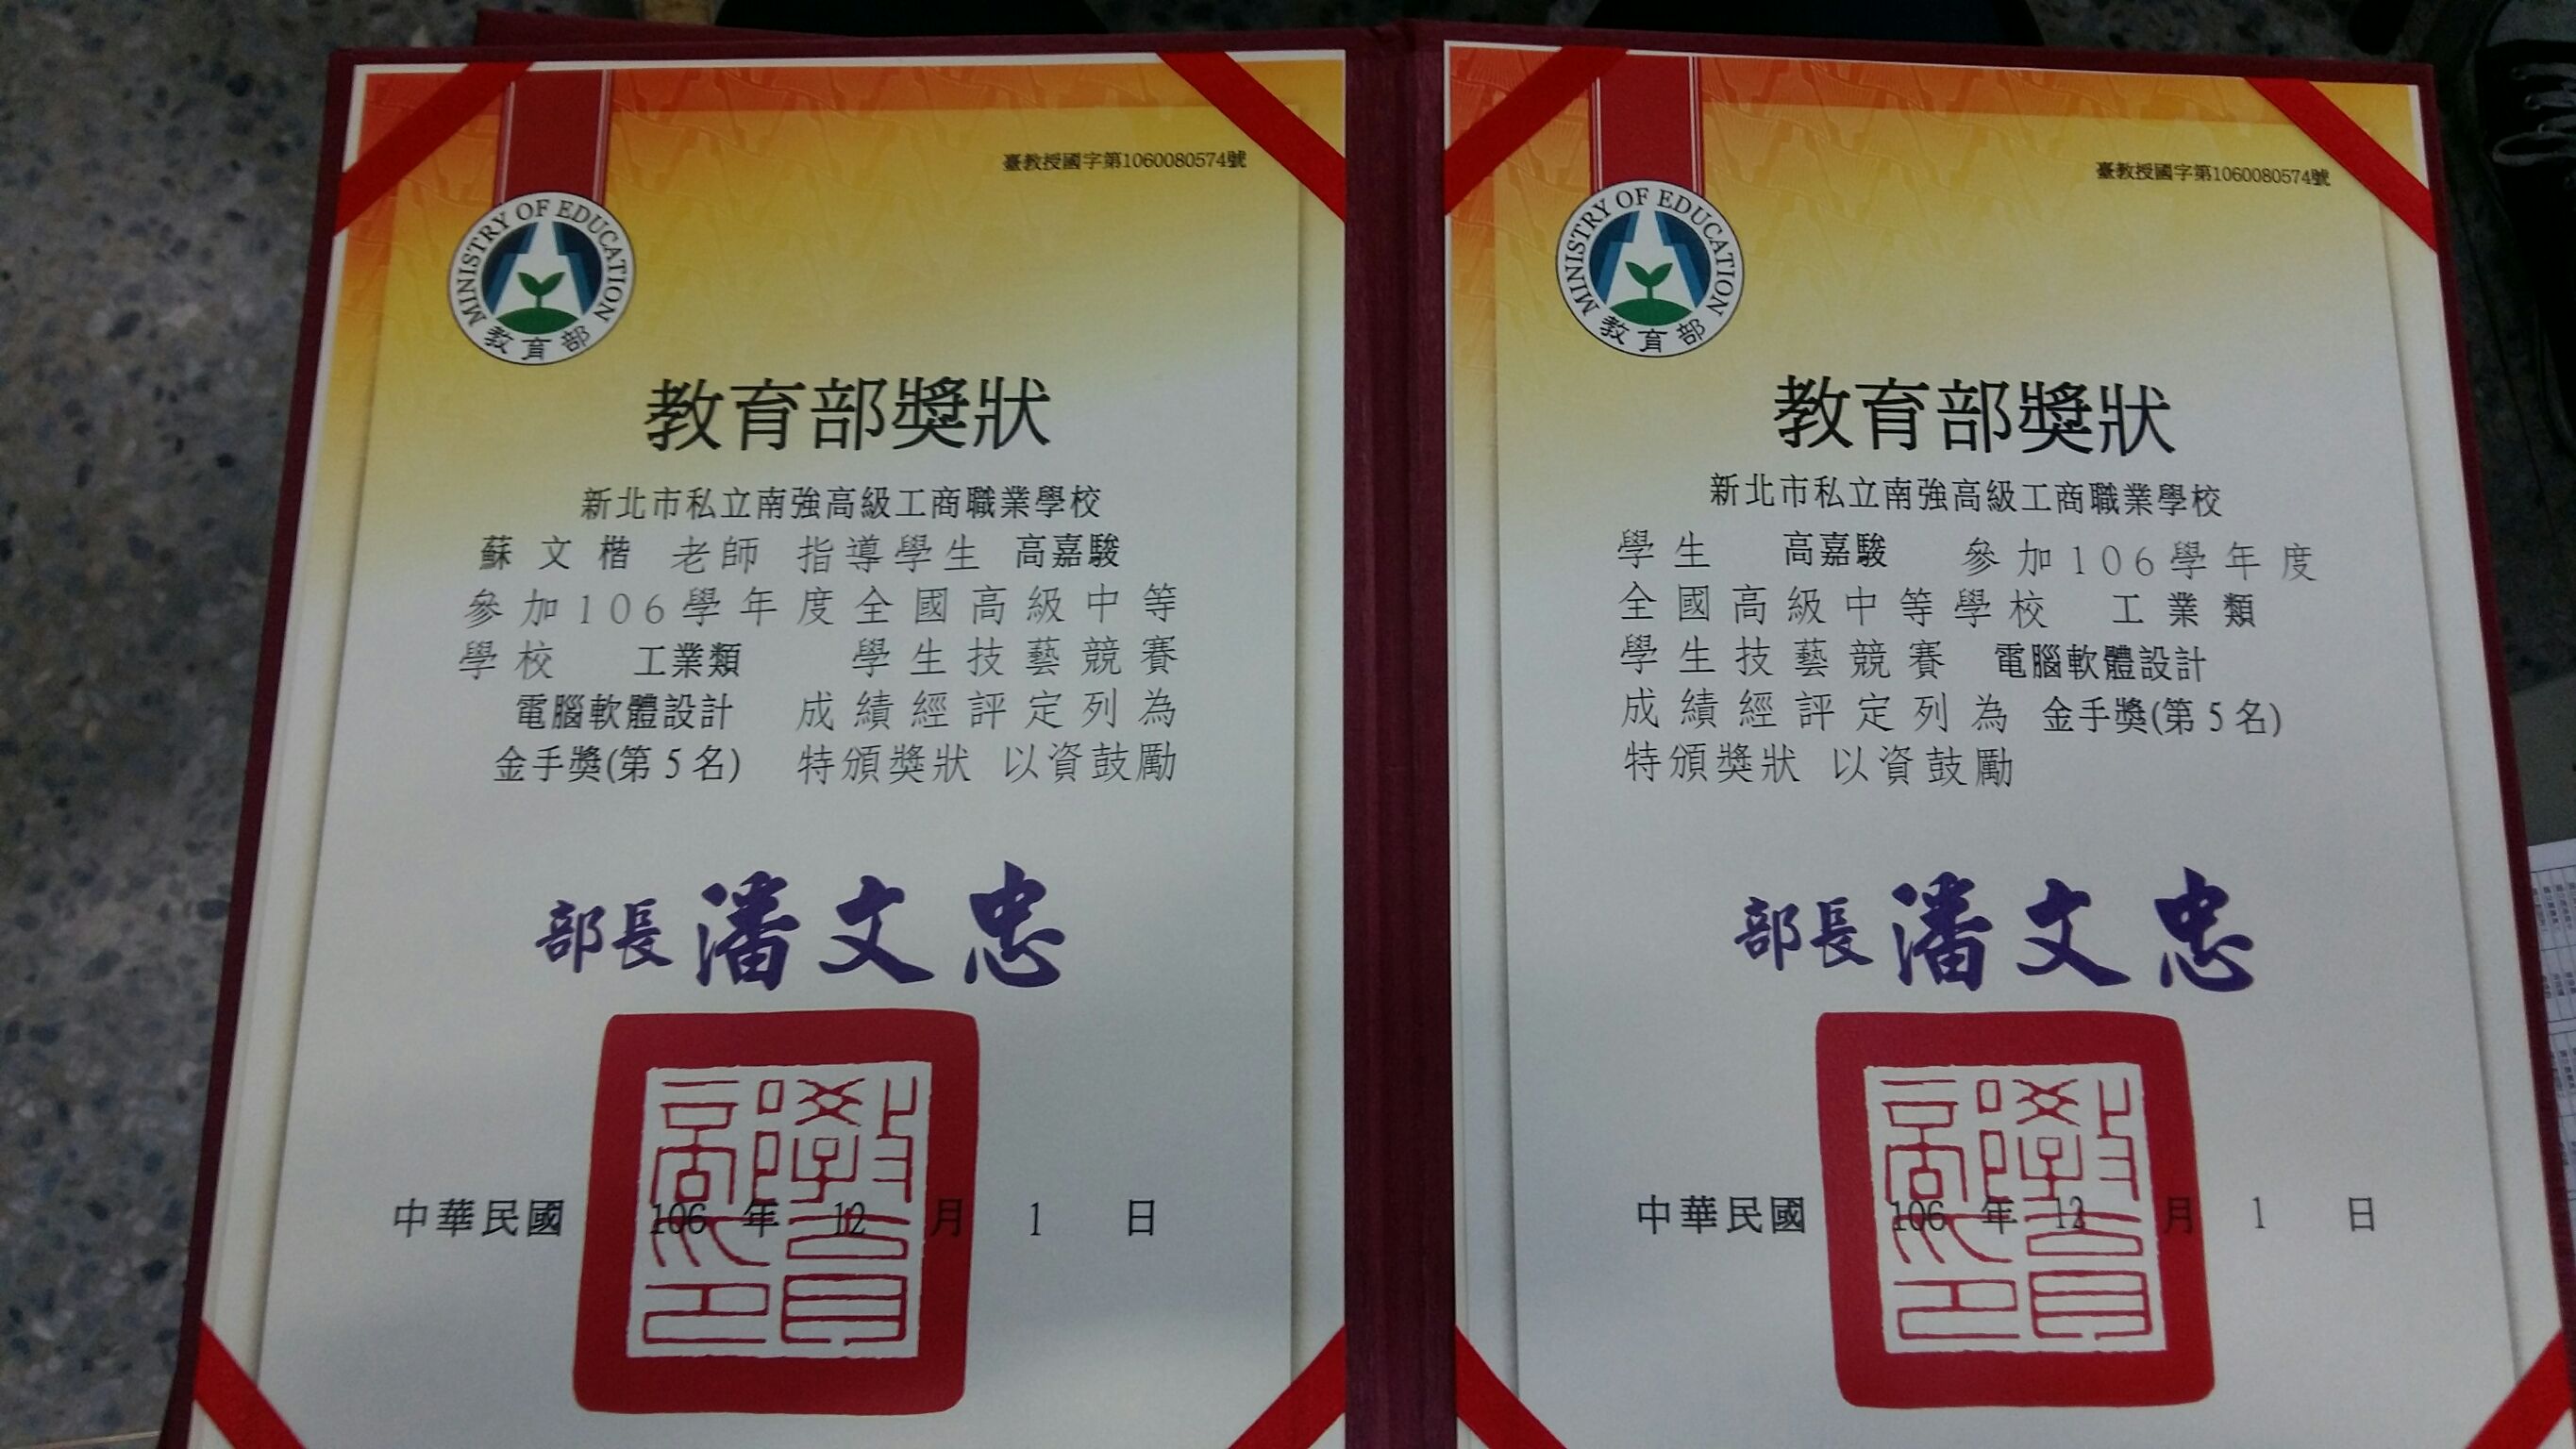 臺教授國字第1060080574號
MINISTRY OF EDUCATION
教育部
教育部獎狀
新北市私立南強高級工商職業學校
蘇文楷 老師 指導學生 高嘉駿
參加106學年度全國高級中等
學校 工業類 學生技藝競賽
電腦軟體設計 成績經評定列為
金手獎(第5名) 特頒獎狀 以資鼓勵
部長 潘文忠
教育部印
中華民國 106 年 12 月 1 日
臺教授國字第1060080574號
MINISTRY OF EDUCATION
教育部
教育部獎狀
新北市私立南強高級工商職業學校
學生 高嘉駿 參加106學年度
全國高級中等學校 工業類
學生技藝競賽 電腦軟體設計
成績經評定列為 金手獎(第5名)
特頒獎狀 以資鼓勵
部長 潘文忠
教育部印
中華民國 106 年 12 月 1 日